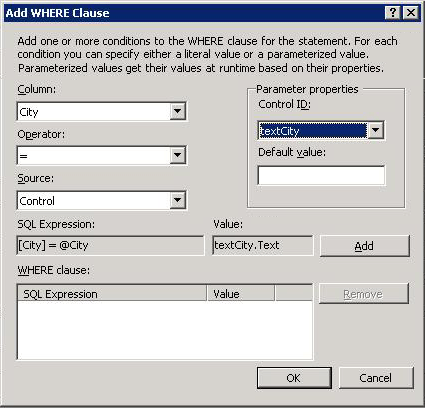 Add WHERE Clause
Add one or more conditions to the WHERE clause for the statement. For each
condition you can specify either a literal value or a parameterized value.
Parameterized values get their values at runtime based on their properties.
Column:
City
Operator:
=
Source:
Control
Parameter properties
Control ID:
textCity
Default value:
SQL Expression:
Value:
[City] = @City
textCity.Text
Add
WHERE clause:
SQL Expression
Value
Remove
OK
Cancel